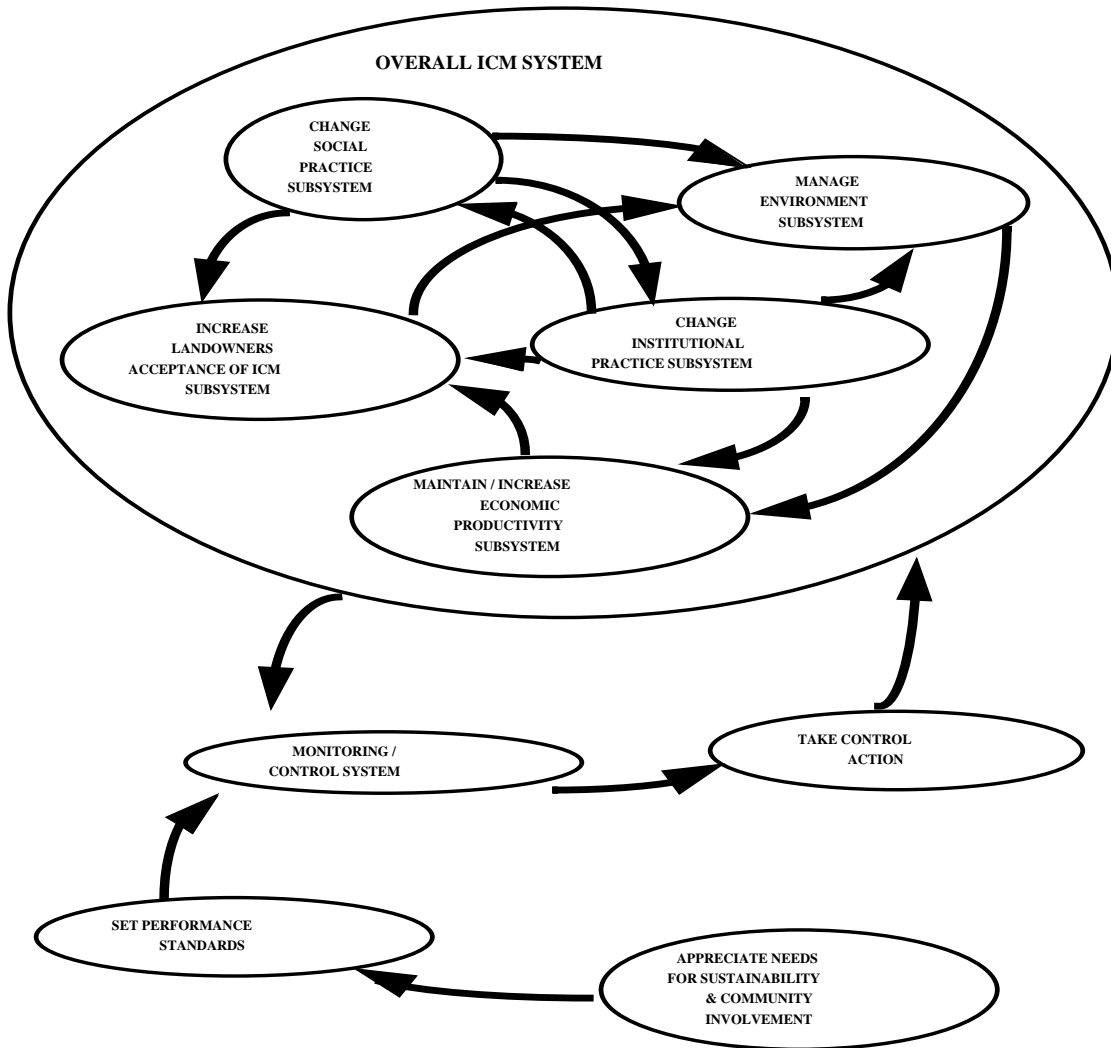 OVERALL ICM SYSTEM
CHANGE
SOCIAL
PRACTICE
SUBSYSTEM
MANAGE
ENVIRONMENT
SUBSYSTEM
INCREASE
LANDOWNERS
ACCEPTANCE OF ICM
SUBSYSTEM
CHANGE
INSTITUTIONAL
PRACTICE SUBSYSTEM
MAINTAIN / INCREASE
ECONOMIC
PRODUCTIVITY
SUBSYSTEM
MONITORING /
CONTROL SYSTEM
TAKE CONTROL
ACTION
SET PERFORMANCE
STANDARDS
APPRECIATE NEEDS
FOR SUSTAINABILITY
& COMMUNITY
INVOLVEMENT